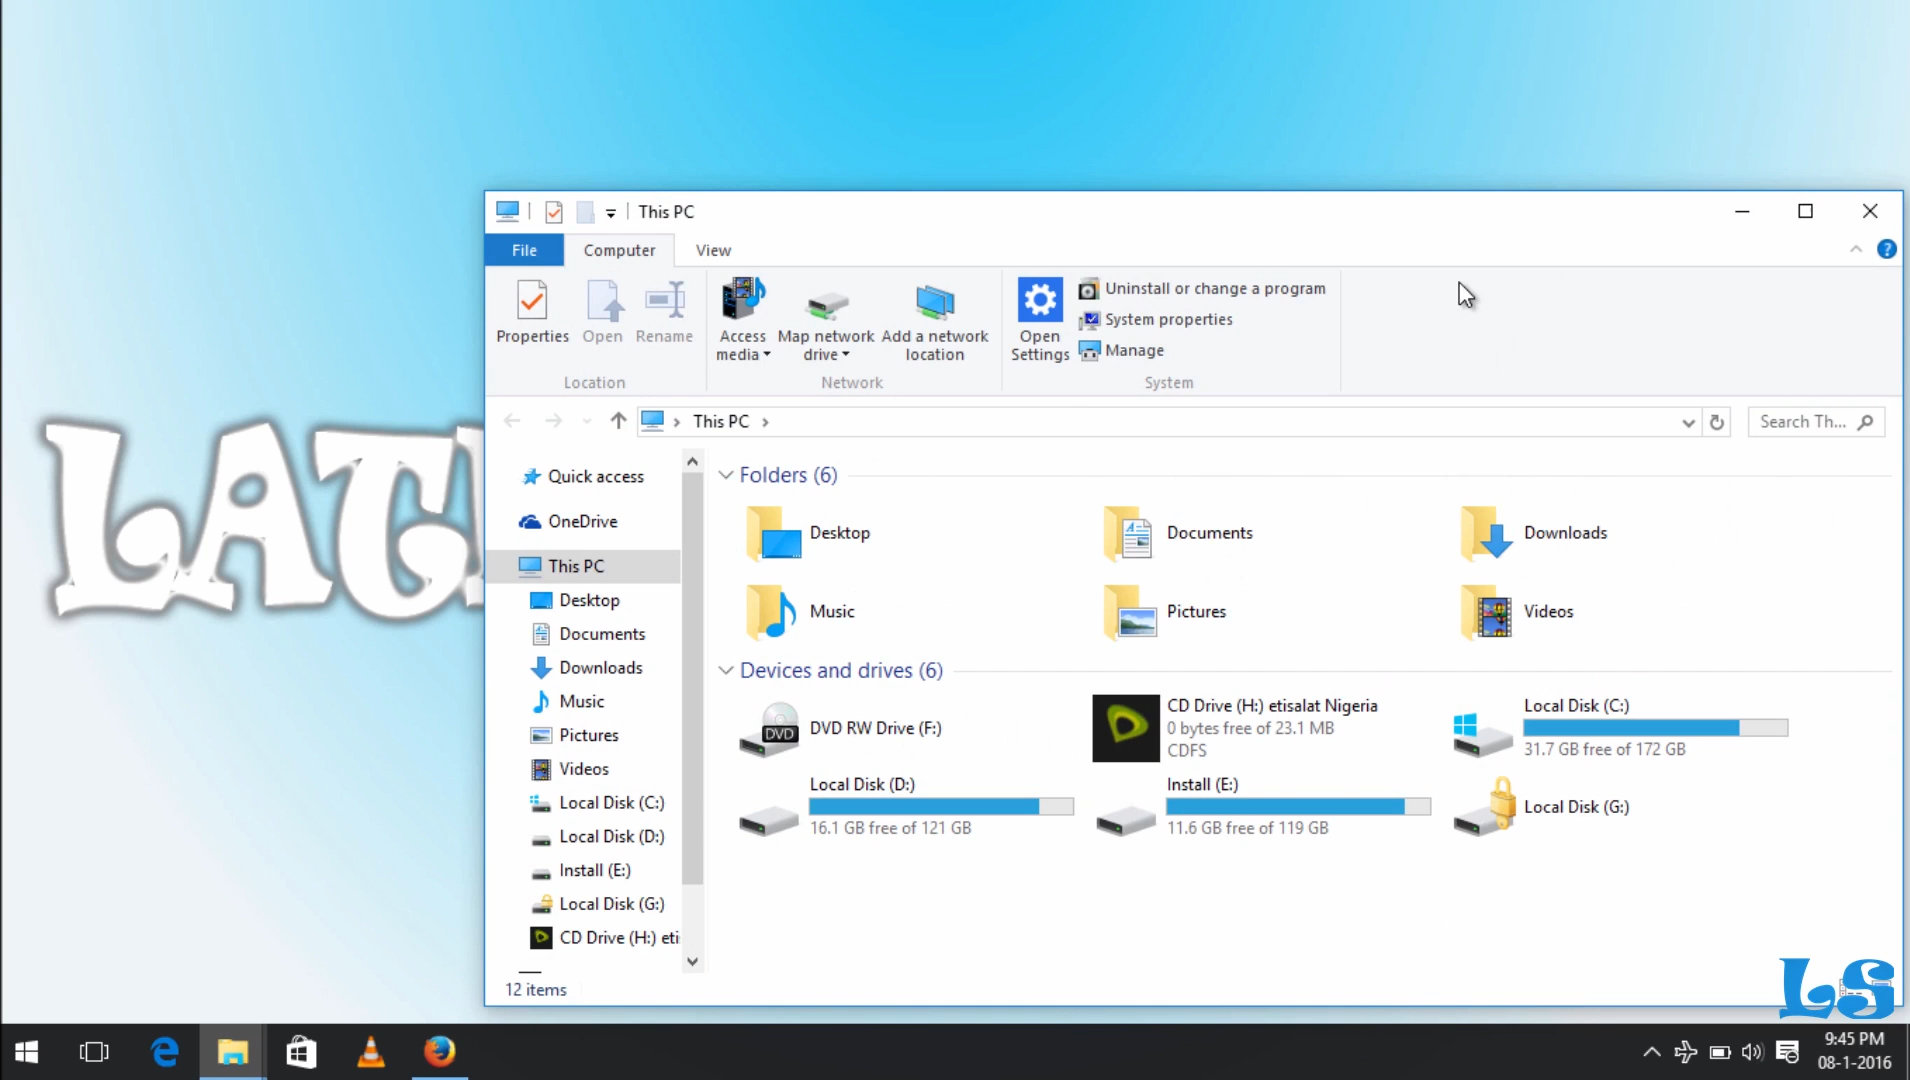 This PC
File
Computer
View
Properties
Open
Rename
Access media
Map network drive
Add a network location
Open Settings
Uninstall or change a program
System properties
Manage
Location
Network
System
This PC
Search Th...
Quick access
OneDrive
This PC
Desktop
Documents
Downloads
Music
Pictures
Videos
Local Disk (C:)
Local Disk (D:)
Install (E:)
Local Disk (G:)
CD Drive (H:) eti
Folders (6)
Desktop
Documents
Downloads
Music
Pictures
Videos
Devices and drives (6)
DVD
DVD RW Drive (F:)
CD Drive (H:) etisalat Nigeria
0 bytes free of 23.1 MB
CDFS
Local Disk (C:)
31.7 GB free of 172 GB
Local Disk (D:)
16.1 GB free of 121 GB
Install (E:)
11.6 GB free of 119 GB
Local Disk (G:)
12 items
LAT
LS
9:45 PM
08-1-2016